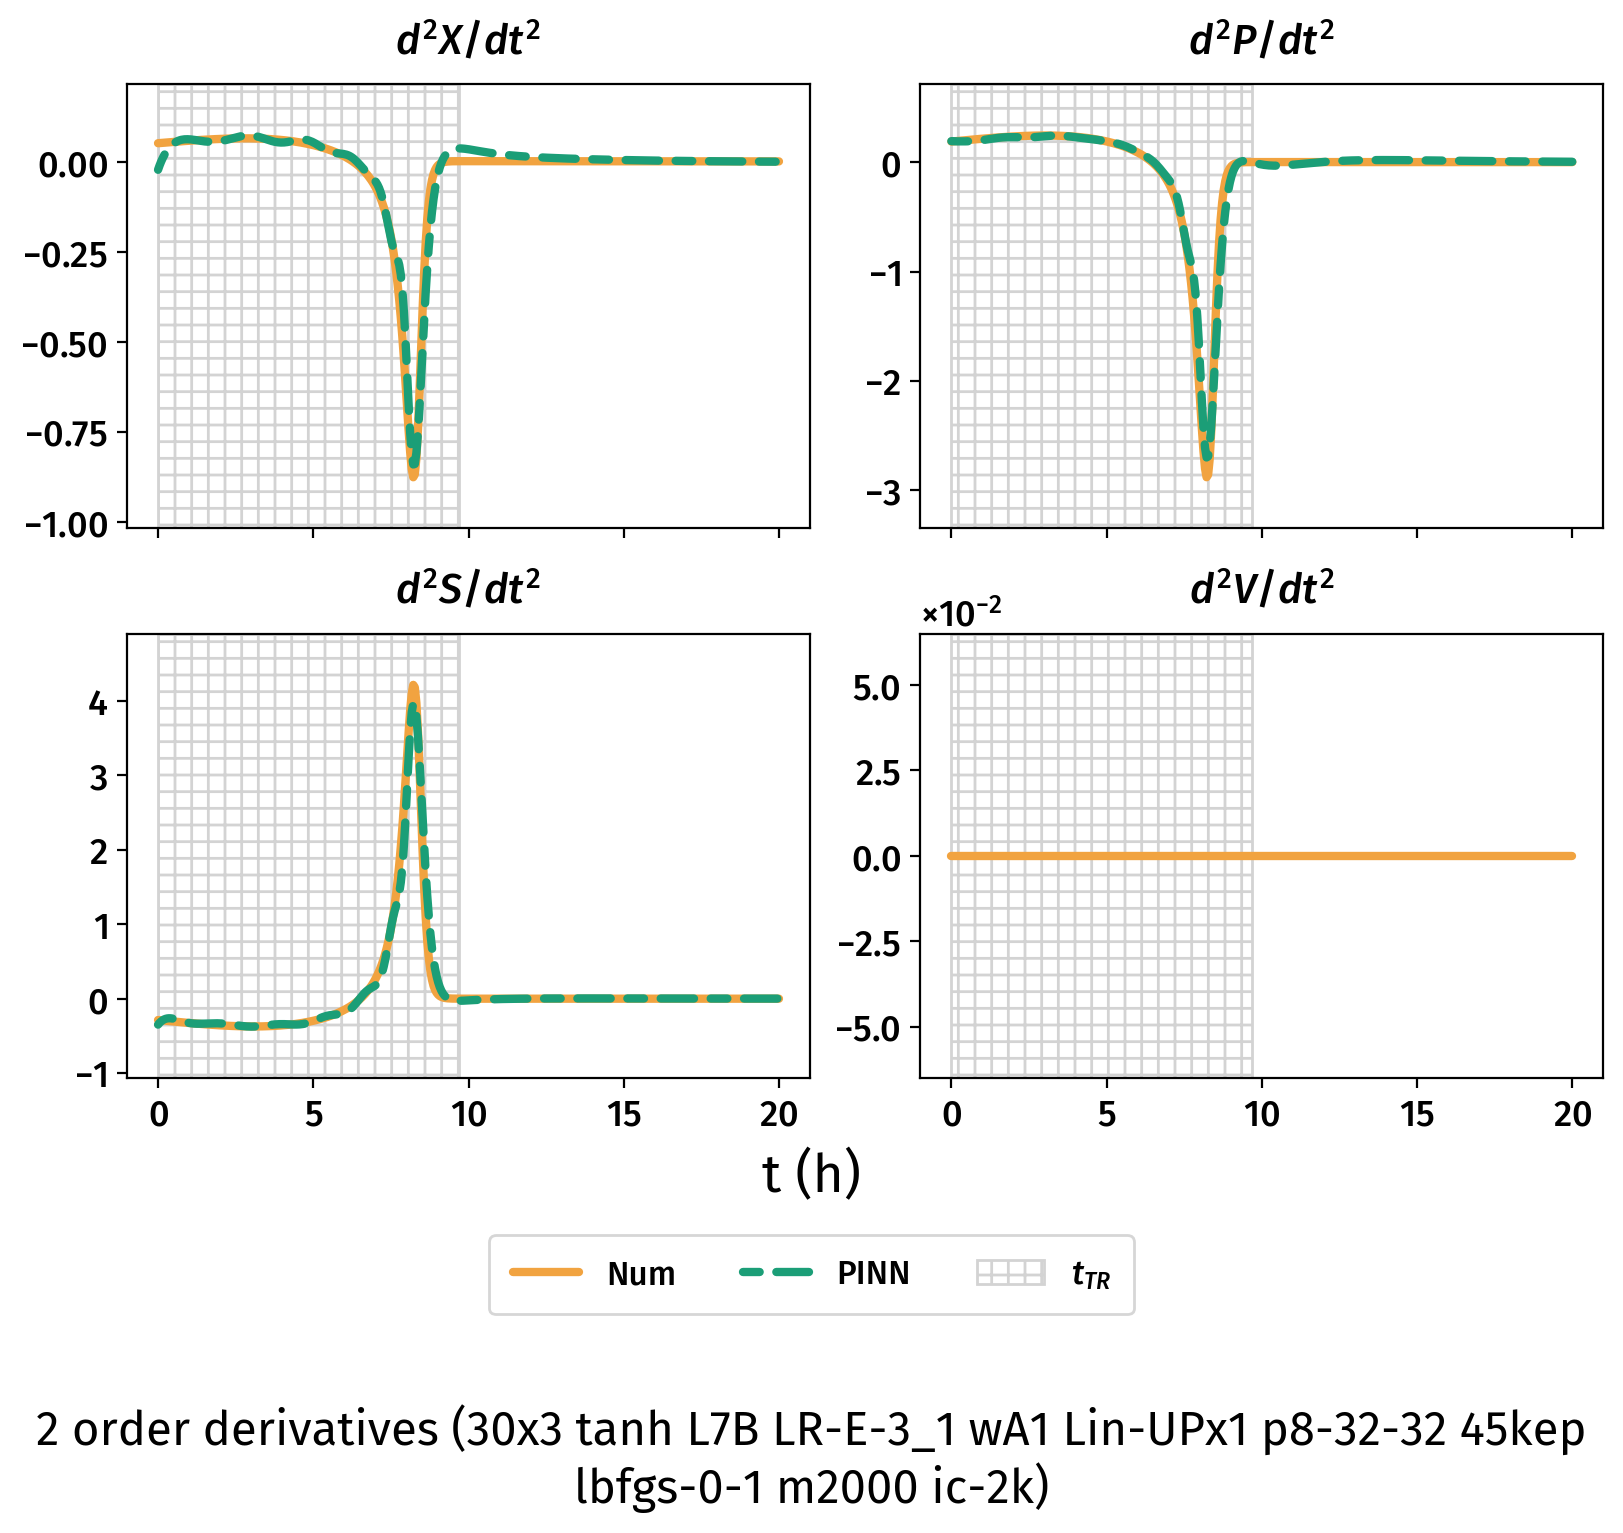 d²X/dt²
0.00
−0.25
−0.50
−0.75
−1.00
d²P/dt²
0
−1
−2
−3
d²S/dt²
4
3
2
1
0
−1
0 5 10 15 20
d²V/dt²
×10⁻²
5.0
2.5
0.0
−2.5
−5.0
0 5 10 15 20
t (h)
Num PINN t_TR
2 order derivatives (30x3 tanh L7B LR-E-3_1 wA1 Lin-UPx1 p8-32-32 45kep
lbfgs-0-1 m2000 ic-2k)